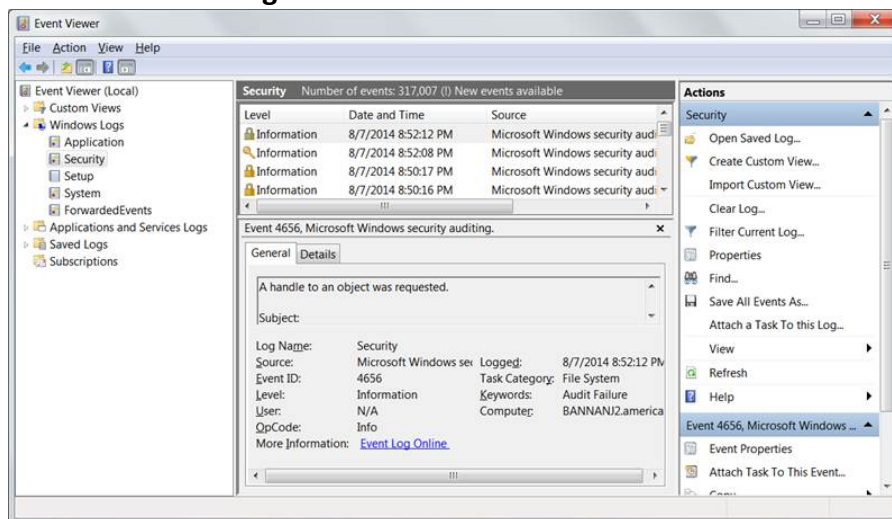 Event Viewer
File Action View Help
Event Viewer (Local)
Custom Views
Windows Logs
Application
Security
Setup
System
ForwardedEvents
Applications and Services Logs
Saved Logs
Subscriptions
Security Number of events: 317,007 (!) New events available
Level Date and Time Source
Information 8/7/2014 8:52:12 PM Microsoft Windows security audi
Information 8/7/2014 8:52:08 PM Microsoft Windows security audi
Information 8/7/2014 8:50:17 PM Microsoft Windows security audi
Information 8/7/2014 8:50:16 PM Microsoft Windows security audi
Event 4656, Microsoft Windows security auditing.
General Details
A handle to an object was requested.
Subject:
Log Name: Security
Source: Microsoft Windows sec Logged: 8/7/2014 8:52:12 PM
Event ID: 4656 Task Category: File System
Level: Information Keywords: Audit Failure
User: N/A Computer: BANNANJ2.america
OpCode: Info
More Information: Event Log Online
Actions
Security
Open Saved Log...
Create Custom View...
Import Custom View...
Clear Log...
Filter Current Log...
Properties
Find...
Save All Events As...
Attach a Task To this Log...
View
Refresh
Help
Event 4656, Microsoft Windows ...
Event Properties
Attach Task To This Event...